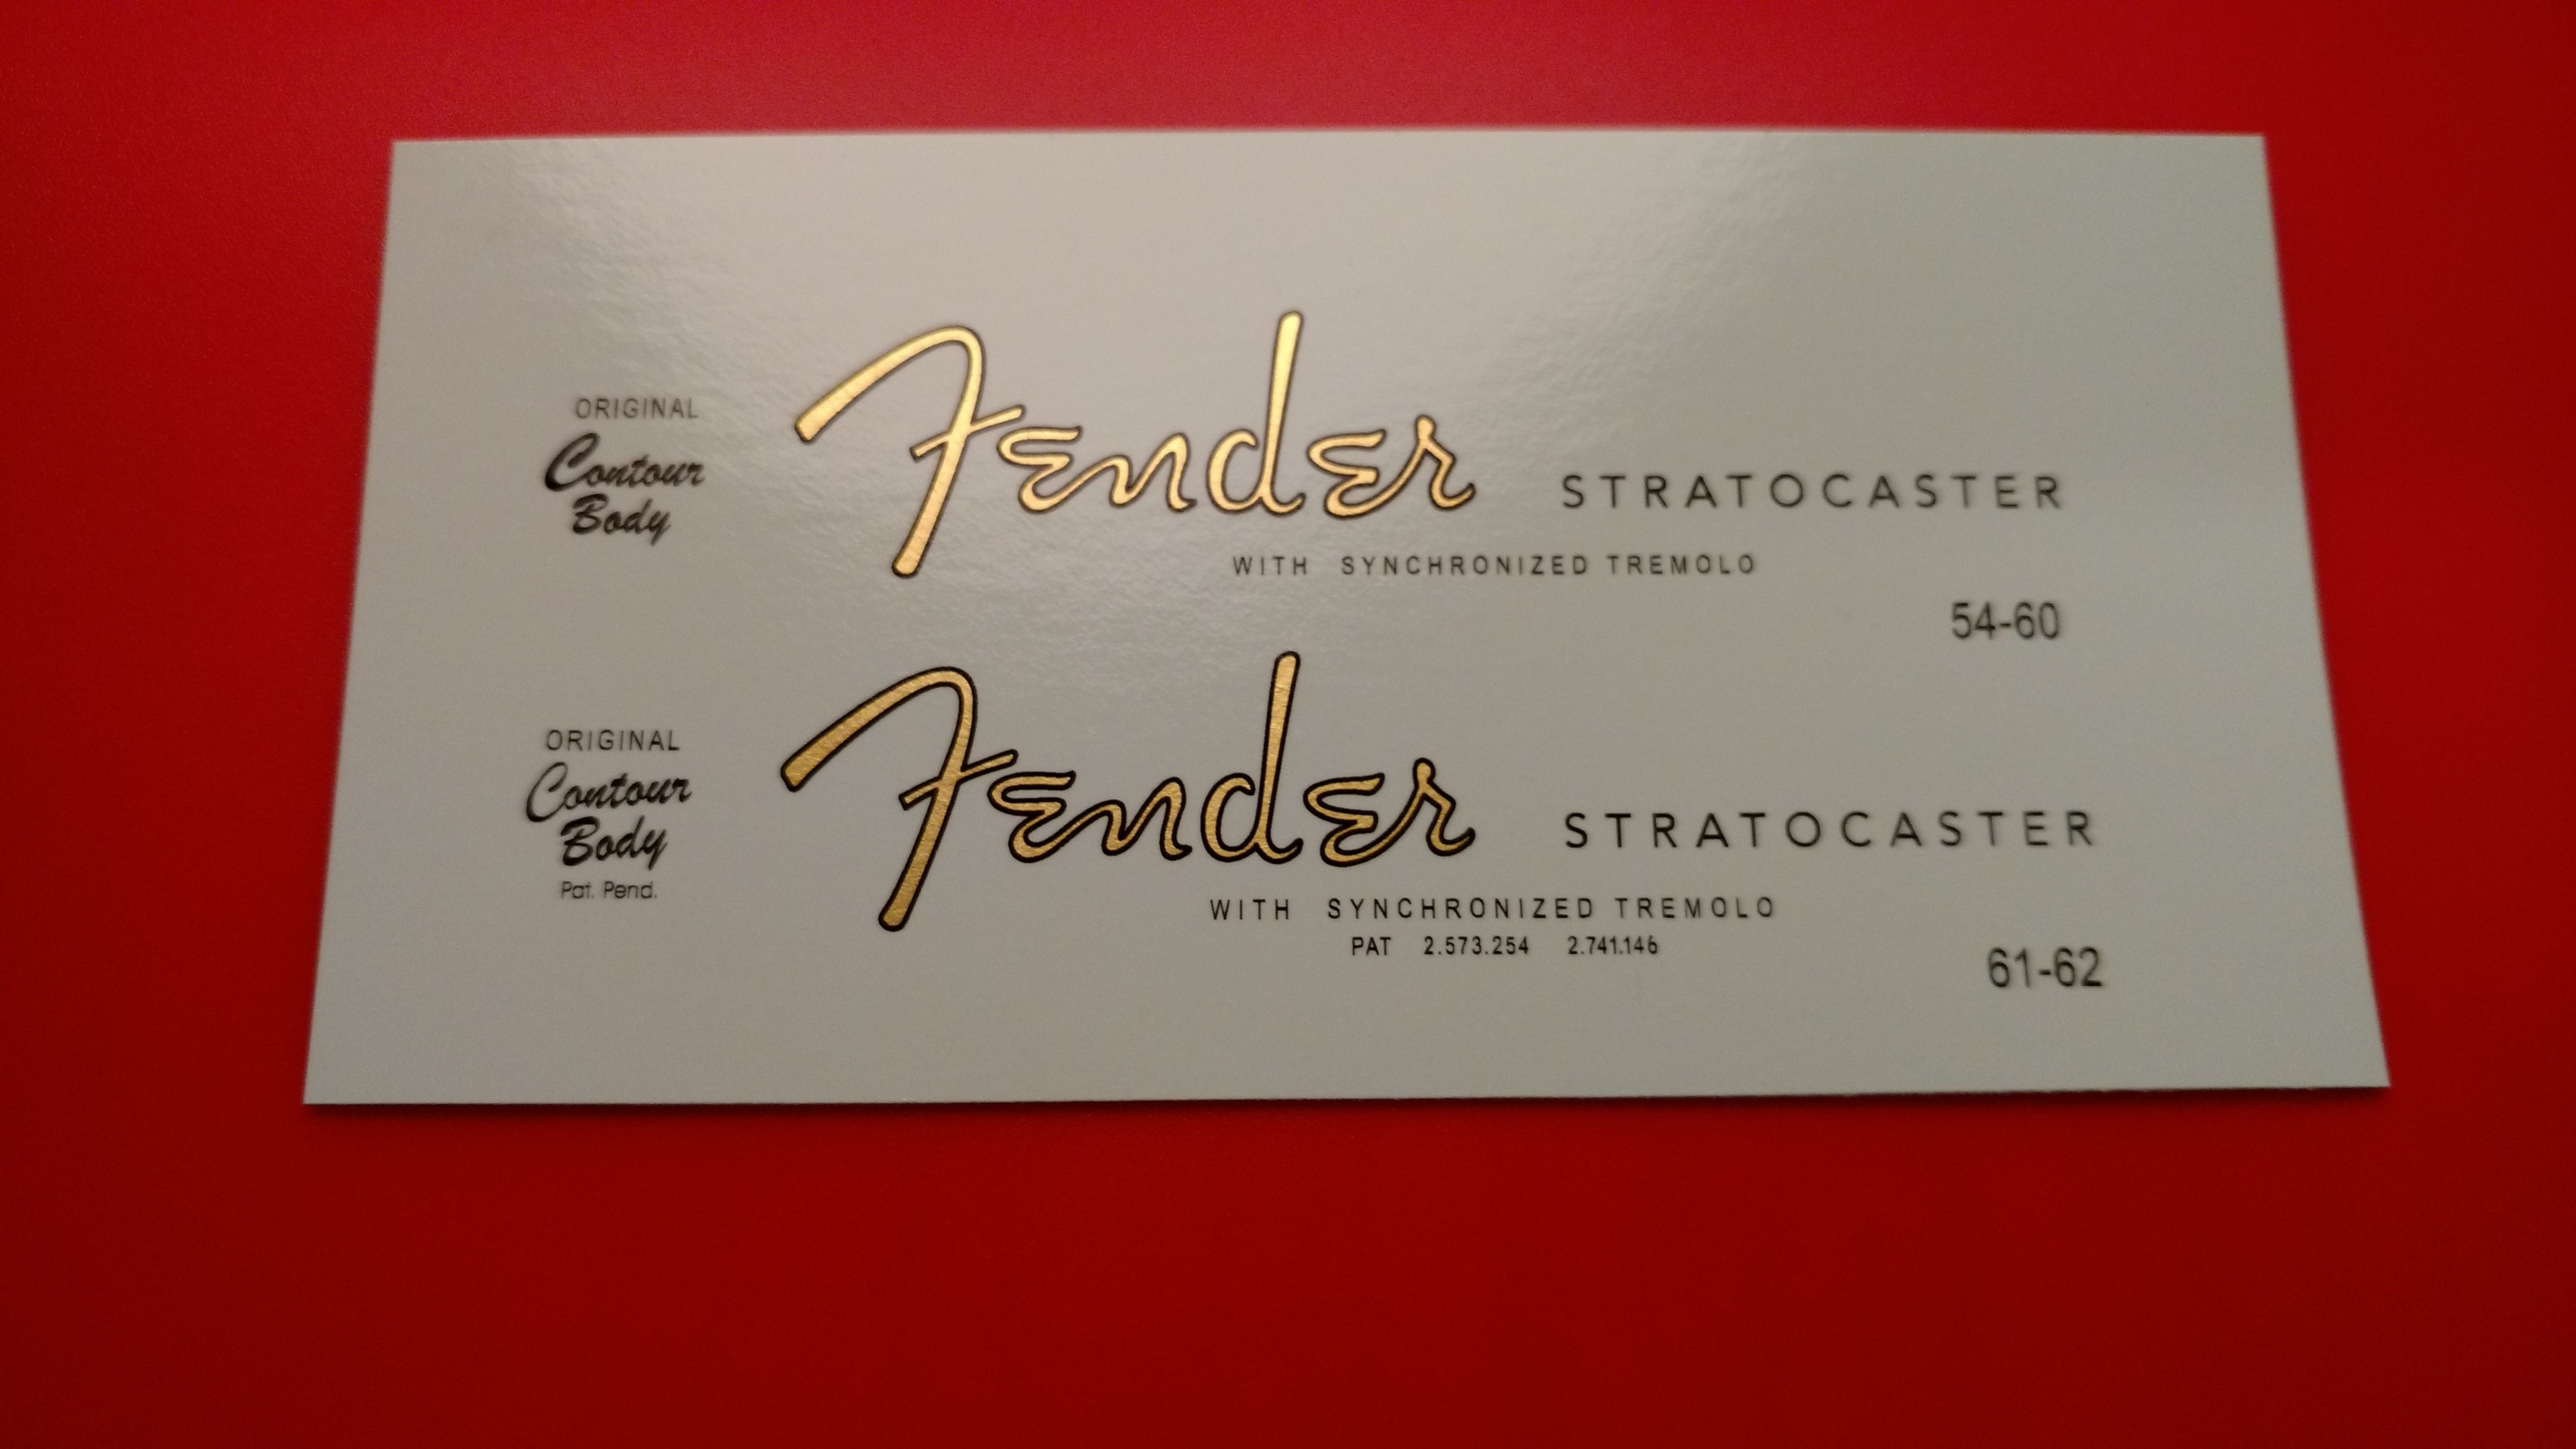 ORIGINAL
Contour
Body
Fender STRATOCASTER
WITH SYNCHRONIZED TREMOLO
54-60
ORIGINAL
Contour
Body
Pat. Pend.
Fender STRATOCASTER
WITH SYNCHRONIZED TREMOLO
PAT 2.573.254 2.741.146
61-62